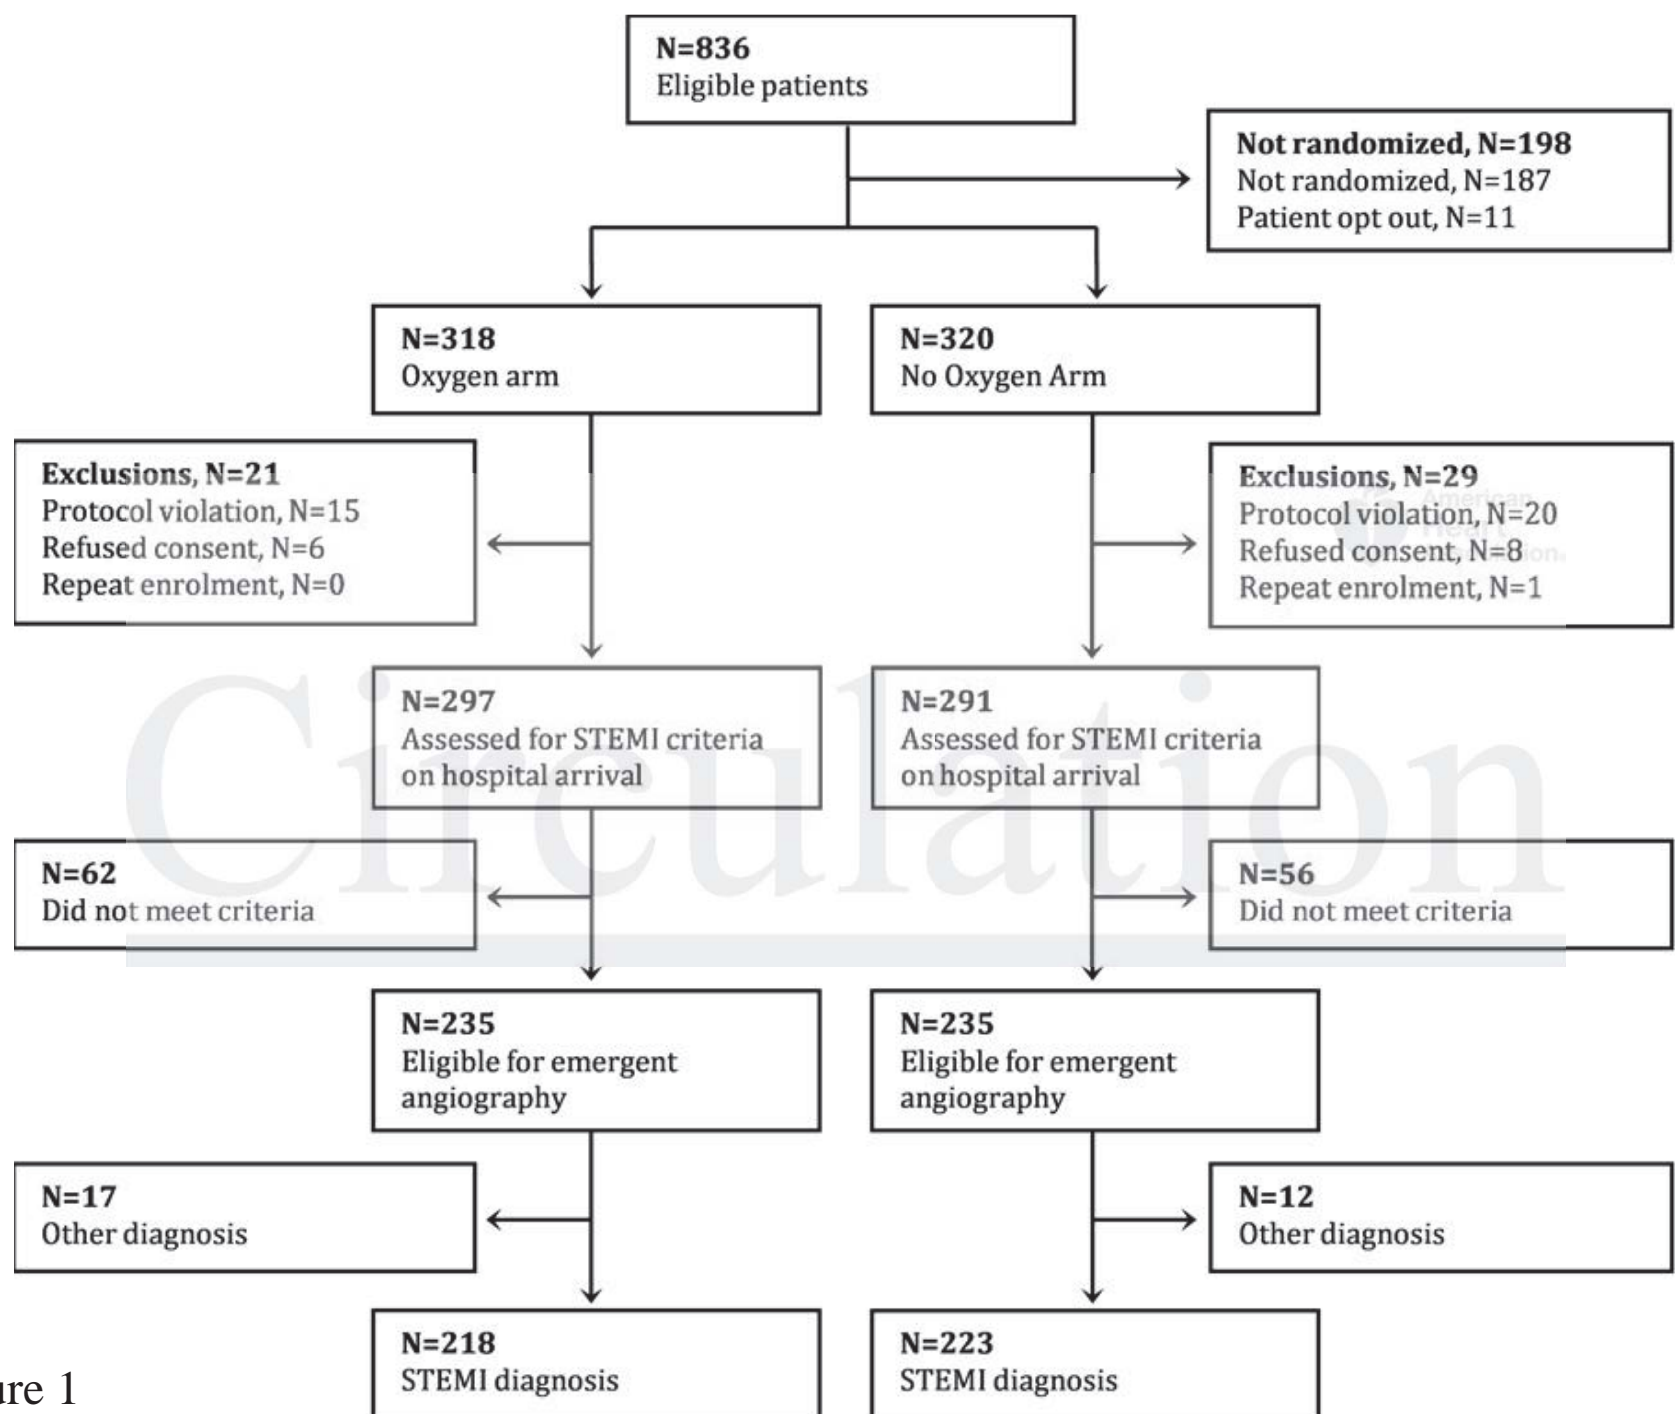 N=836
Eligible patients
Not randomized, N=198
Not randomized, N=187
Patient opt out, N=11
N=318
Oxygen arm
N=320
No Oxygen Arm
Exclusions, N=21
Protocol violation, N=15
Refused consent, N=6
Repeat enrolment, N=0
Exclusions, N=29
Protocol violation, N=20
Refused consent, N=8
Repeat enrolment, N=1
American
Heart
N=297
Assessed for STEMI criteria
on hospital arrival
N=291
Assessed for STEMI criteria
on hospital arrival
Circulation
N=62
Did not meet criteria
N=56
Did not meet criteria
N=235
Eligible for emergent
angiography
N=235
Eligible for emergent
angiography
N=17
Other diagnosis
N=12
Other diagnosis
N=218
STEMI diagnosis
N=223
STEMI diagnosis
ure 1